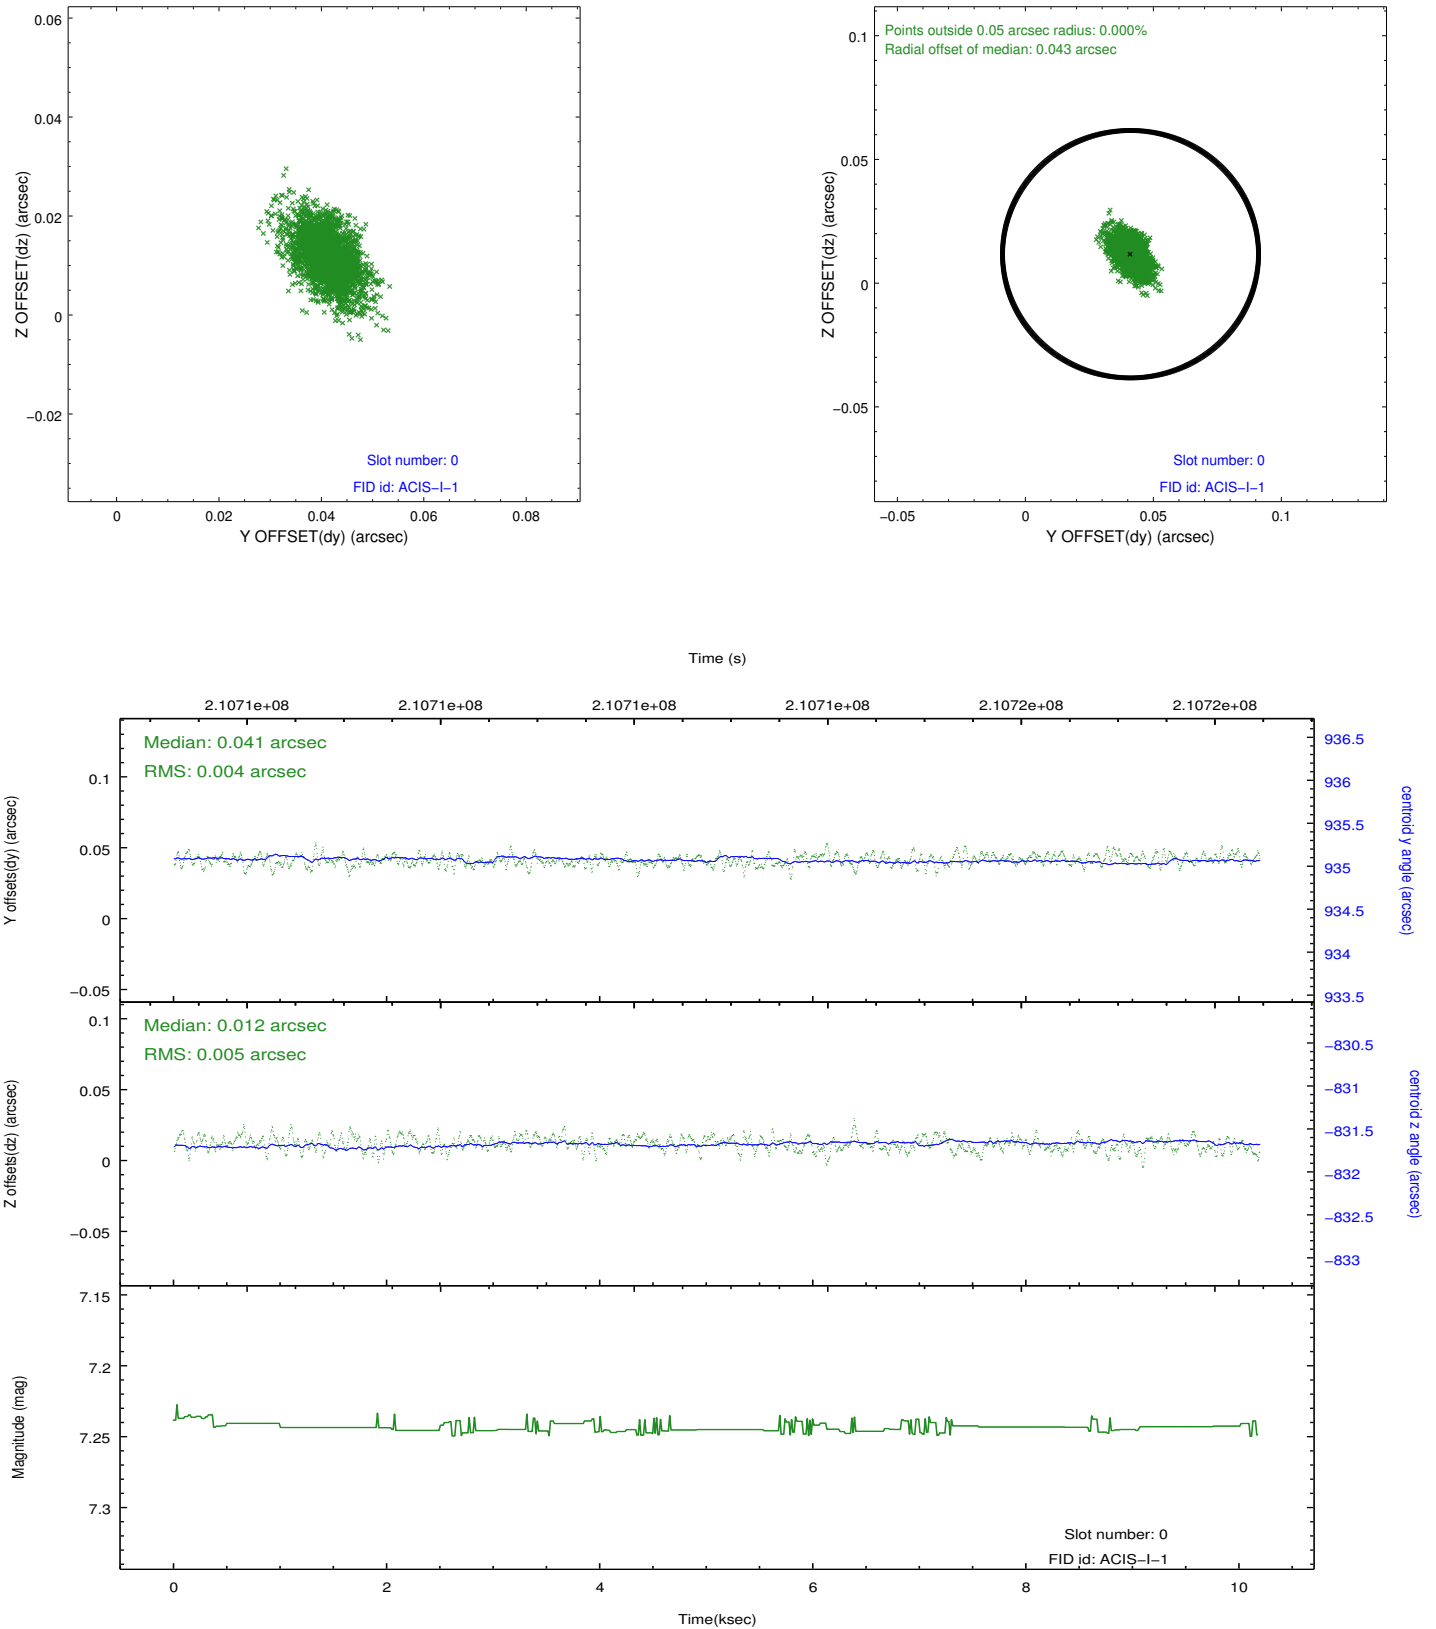 0.06
0.04
0.02
0
−0.02
Z OFFSET(dz) (arcsec)
Slot number: 0
FID id: ACIS−I−1
0 0.02 0.04 0.06 0.08
Y OFFSET(dy) (arcsec)
Points outside 0.05 arcsec radius: 0.000%
Radial offset of median: 0.043 arcsec
0.1
0.05
0
−0.05
Z OFFSET(dz) (arcsec)
Slot number: 0
FID id: ACIS−I−1
−0.05 0 0.05 0.1
Y OFFSET(dy) (arcsec)
Time (s)
2.1071e+08 2.1071e+08 2.1071e+08 2.1071e+08 2.1072e+08 2.1072e+08
Median: 0.041 arcsec
RMS: 0.004 arcsec
0.1
0.05
0
−0.05
Y offsets(dy) (arcsec)
936.5
936
935.5
935
934.5
934
933.5
centroid y angle (arcsec)
Median: 0.012 arcsec
RMS: 0.005 arcsec
0.1
0.05
0
−0.05
Z offsets(dz) (arcsec)
−830.5
−831
−831.5
−832
−832.5
−833
centroid z angle (arcsec)
7.15
7.2
7.25
7.3
Magnitude (mag)
Slot number: 0
FID id: ACIS−I−1
0 2 4 6 8 10
Time(ksec)